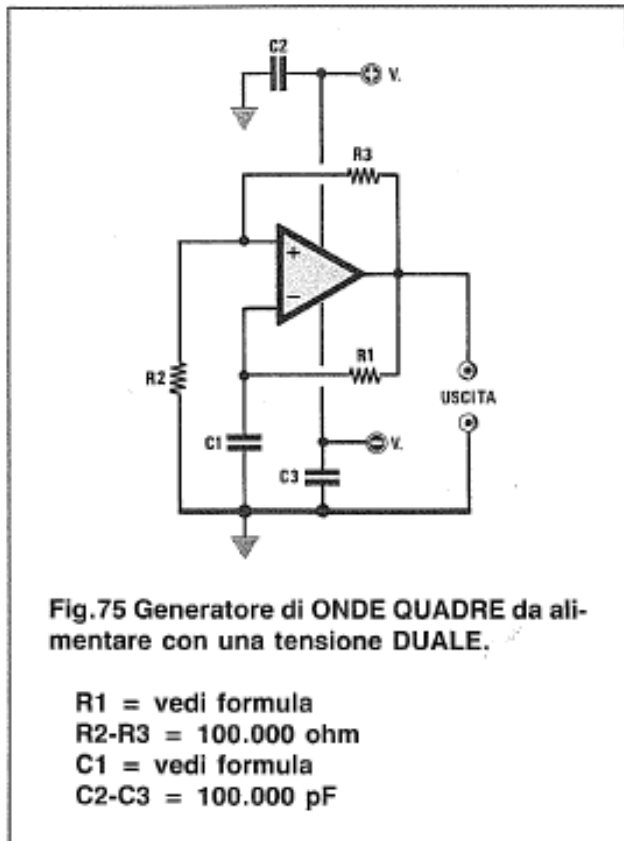 C2
+ V.
R3
+
−
R1
R2
USCITA
C1
− V.
C3
Fig.75 Generatore di ONDE QUADRE da ali-
mentare con una tensione DUALE.
R1 = vedi formula
R2-R3 = 100.000 ohm
C1 = vedi formula
C2-C3 = 100.000 pF